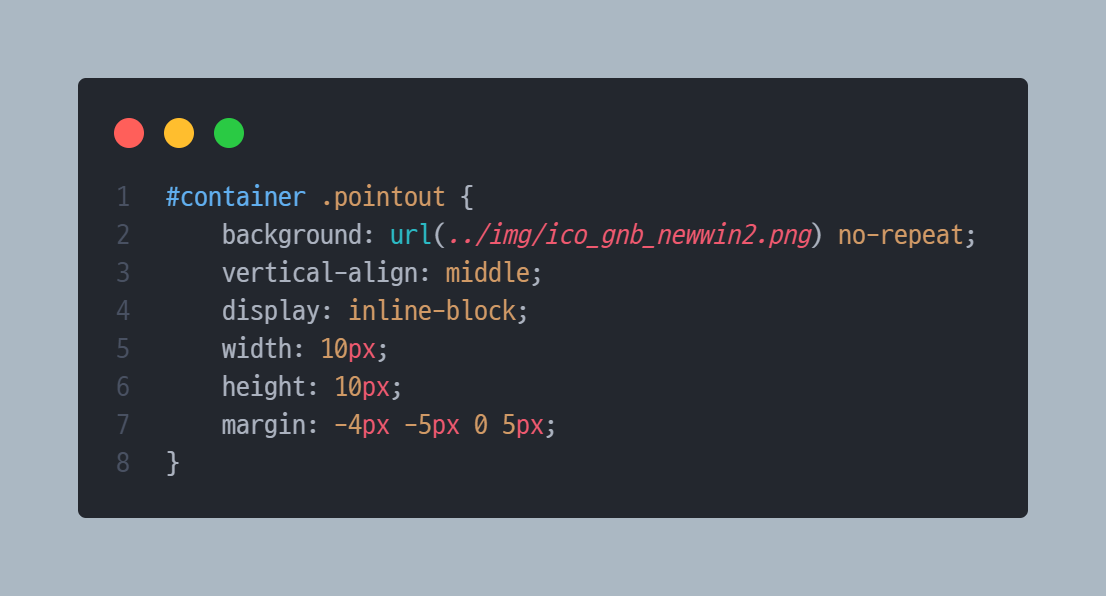 1 #container .pointout {
2 background: url(../img/ico_gnb_newwin2.png) no-repeat;
3 vertical-align: middle;
4 display: inline-block;
5 width: 10px;
6 height: 10px;
7 margin: -4px -5px 0 5px;
8 }